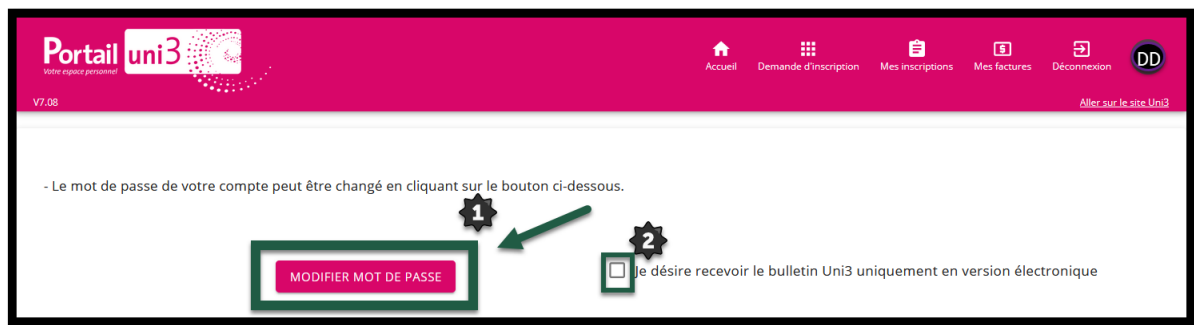 Portail uni3
Votre espace personnel
Accueil
Demande d'inscription
Mes inscriptions
Mes factures
Déconnexion
DD
V7.08
Aller sur le site Uni3
- Le mot de passe de votre compte peut être changé en cliquant sur le bouton ci-dessous.
1
2
MODIFIER MOT DE PASSE
Je désire recevoir le bulletin Uni3 uniquement en version électronique